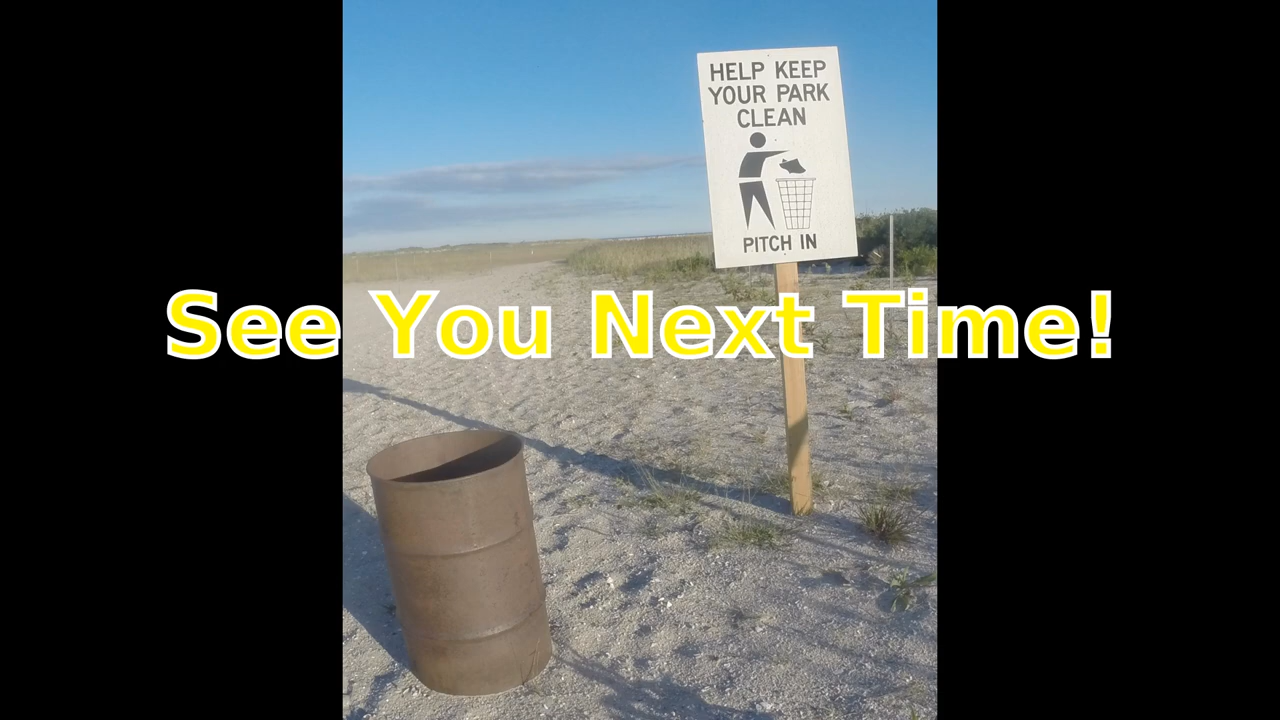 HELP KEEP
YOUR PARK
CLEAN
PITCH IN
See You Next Time!